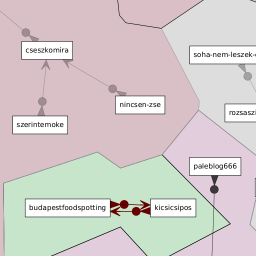 cseszkomira
soha-nem-leszek-
nincsen-zse
rozsaszi
szerintemoke
paleblog666
budapestfoodspotting
kicsicsipos